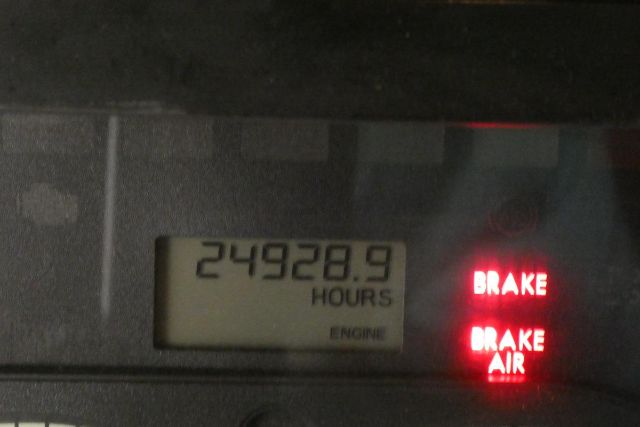 24928.9
HOURS
ENGINE
BRAKE
BRAKE
AIR